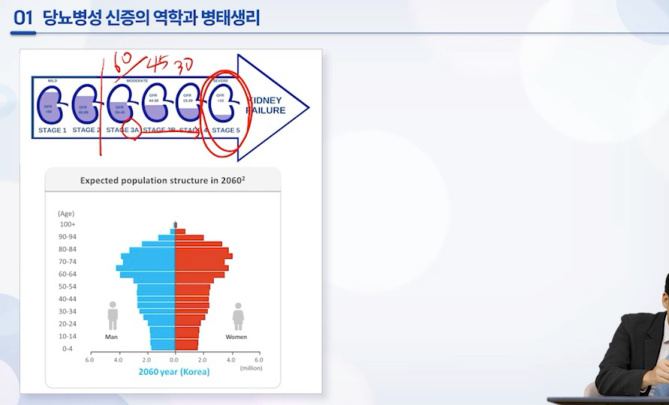 01 당뇨병성 신증의 역학과 병태생리
60/45 30
MILD MODERATE SEVERE
KIDNEY FAILURE
STAGE 1 STAGE 2 STAGE 3A STAGE 3B STAGE 4 STAGE 5
Expected population structure in 2060²
(Age)
100+
90-94
80-84
70-74
60-64
50-54
40-44
30-34
20-24
10-14
0-4
Man Women
6.0 4.0 2.0 0.0 2.0 4.0 6.0
2060 year (Korea) (million)